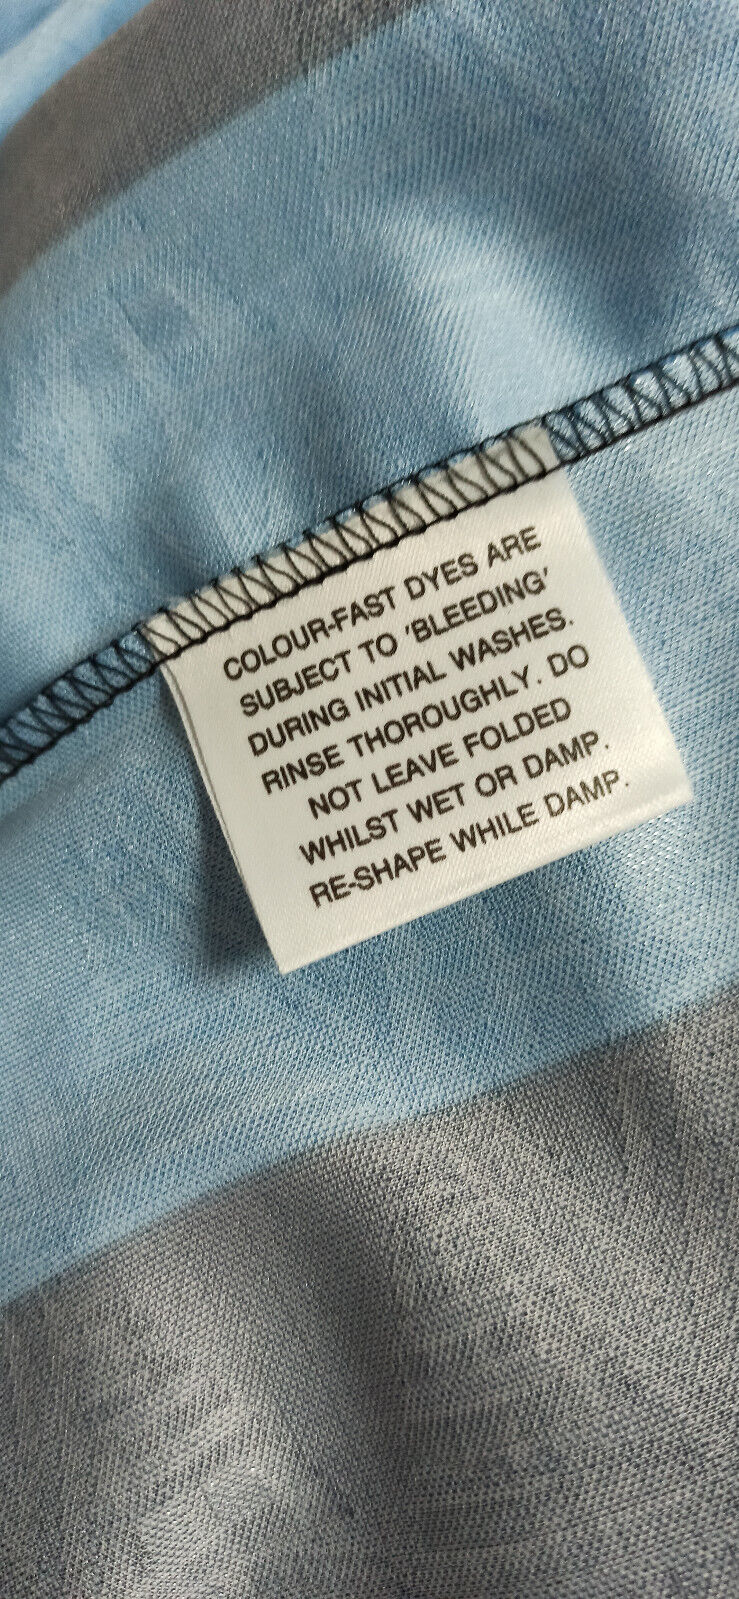 COLOUR-FAST DYES ARE
SUBJECT TO 'BLEEDING'
DURING INITIAL WASHES.
RINSE THOROUGHLY. DO
NOT LEAVE FOLDED
WHILST WET OR DAMP.
RE-SHAPE WHILE DAMP.